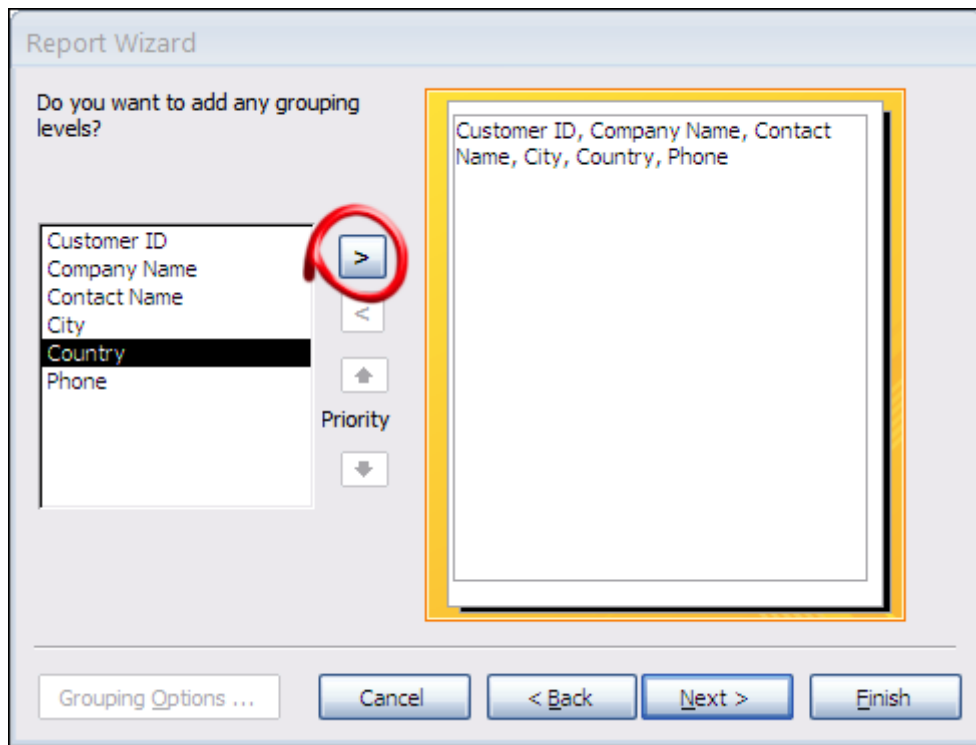 Report Wizard
Do you want to add any grouping
levels?
Customer ID, Company Name, Contact
Name, City, Country, Phone
Customer ID
Company Name
Contact Name
City
Country
Phone
>
<
Priority
Grouping Options ...
Cancel
< Back
Next >
Finish